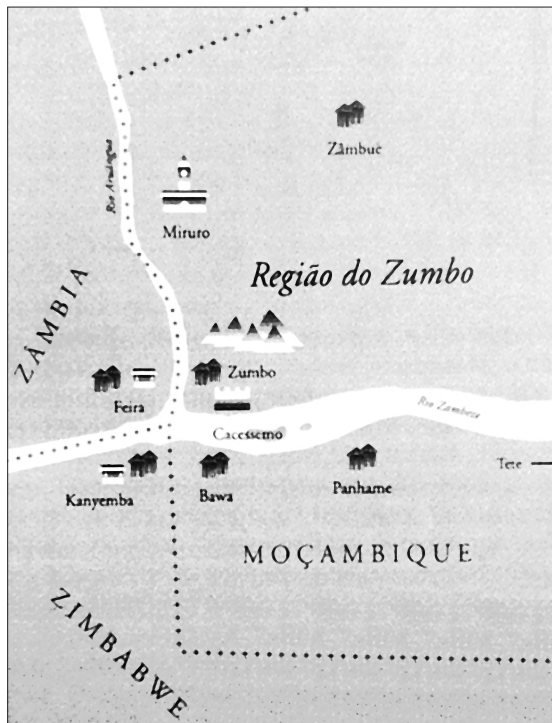 Zâmbuè
Rio Aruângua
Miruro
Região do Zumbo
ZÂMBIA
Zumbo
Feira
Rio Zambeze
Cacessemo
Tete
Kanyemba
Bawa
Panhame
MOÇAMBIQUE
ZIMBABWE